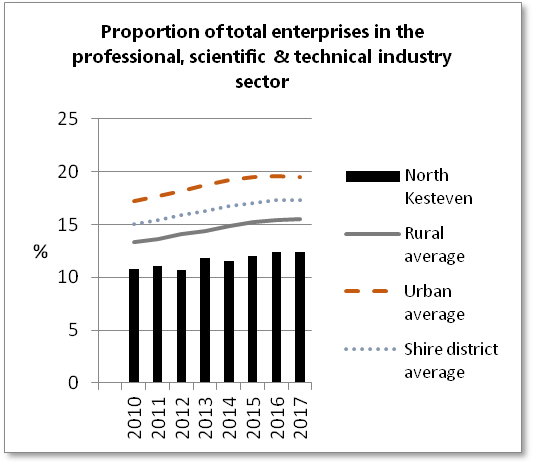 Proportion of total enterprises in the
professional, scientific & technical industry
sector
25
20
15
10
5
0
%
2010
2011
2012
2013
2014
2015
2016
2017
North
Kesteven
Rural
average
Urban
average
Shire district
average